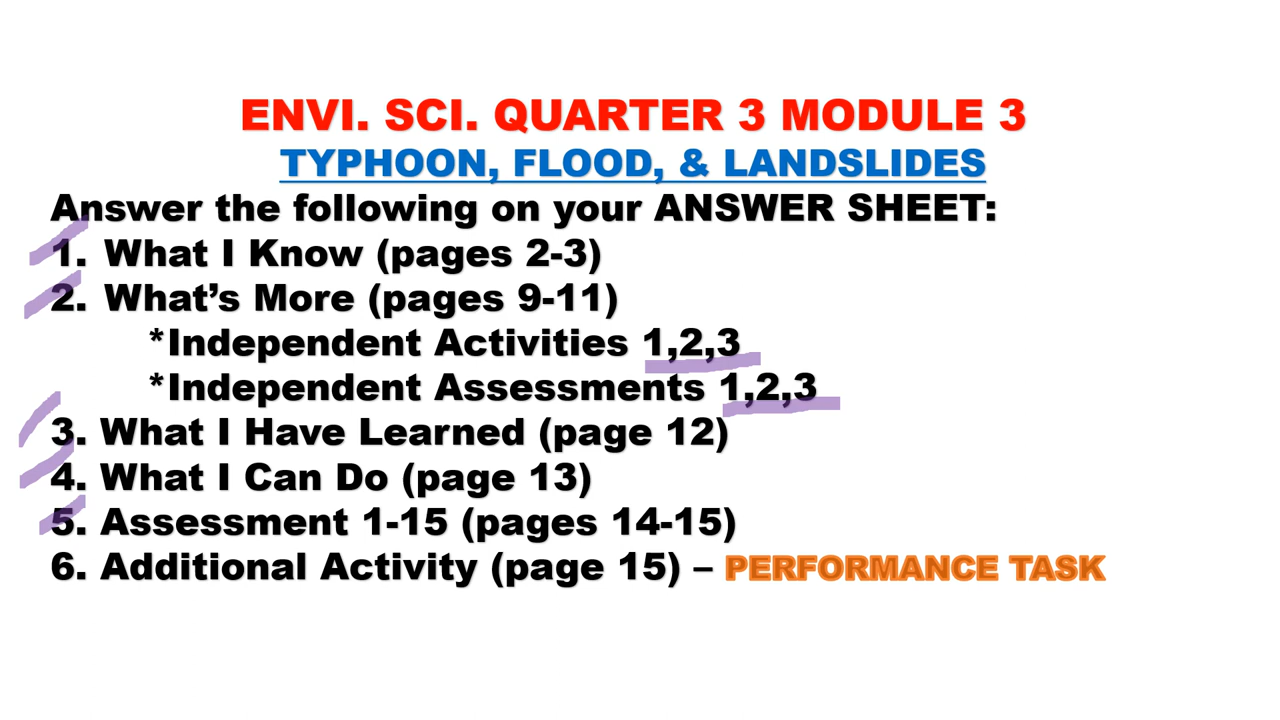 ENVI. SCI. QUARTER 3 MODULE 3
TYPHOON, FLOOD, & LANDSLIDES
Answer the following on your ANSWER SHEET:
1. What I Know (pages 2-3)
2. What’s More (pages 9-11)
*Independent Activities 1,2,3
*Independent Assessments 1,2,3
3. What I Have Learned (page 12)
4. What I Can Do (page 13)
5. Assessment 1-15 (pages 14-15)
6. Additional Activity (page 15) – PERFORMANCE TASK